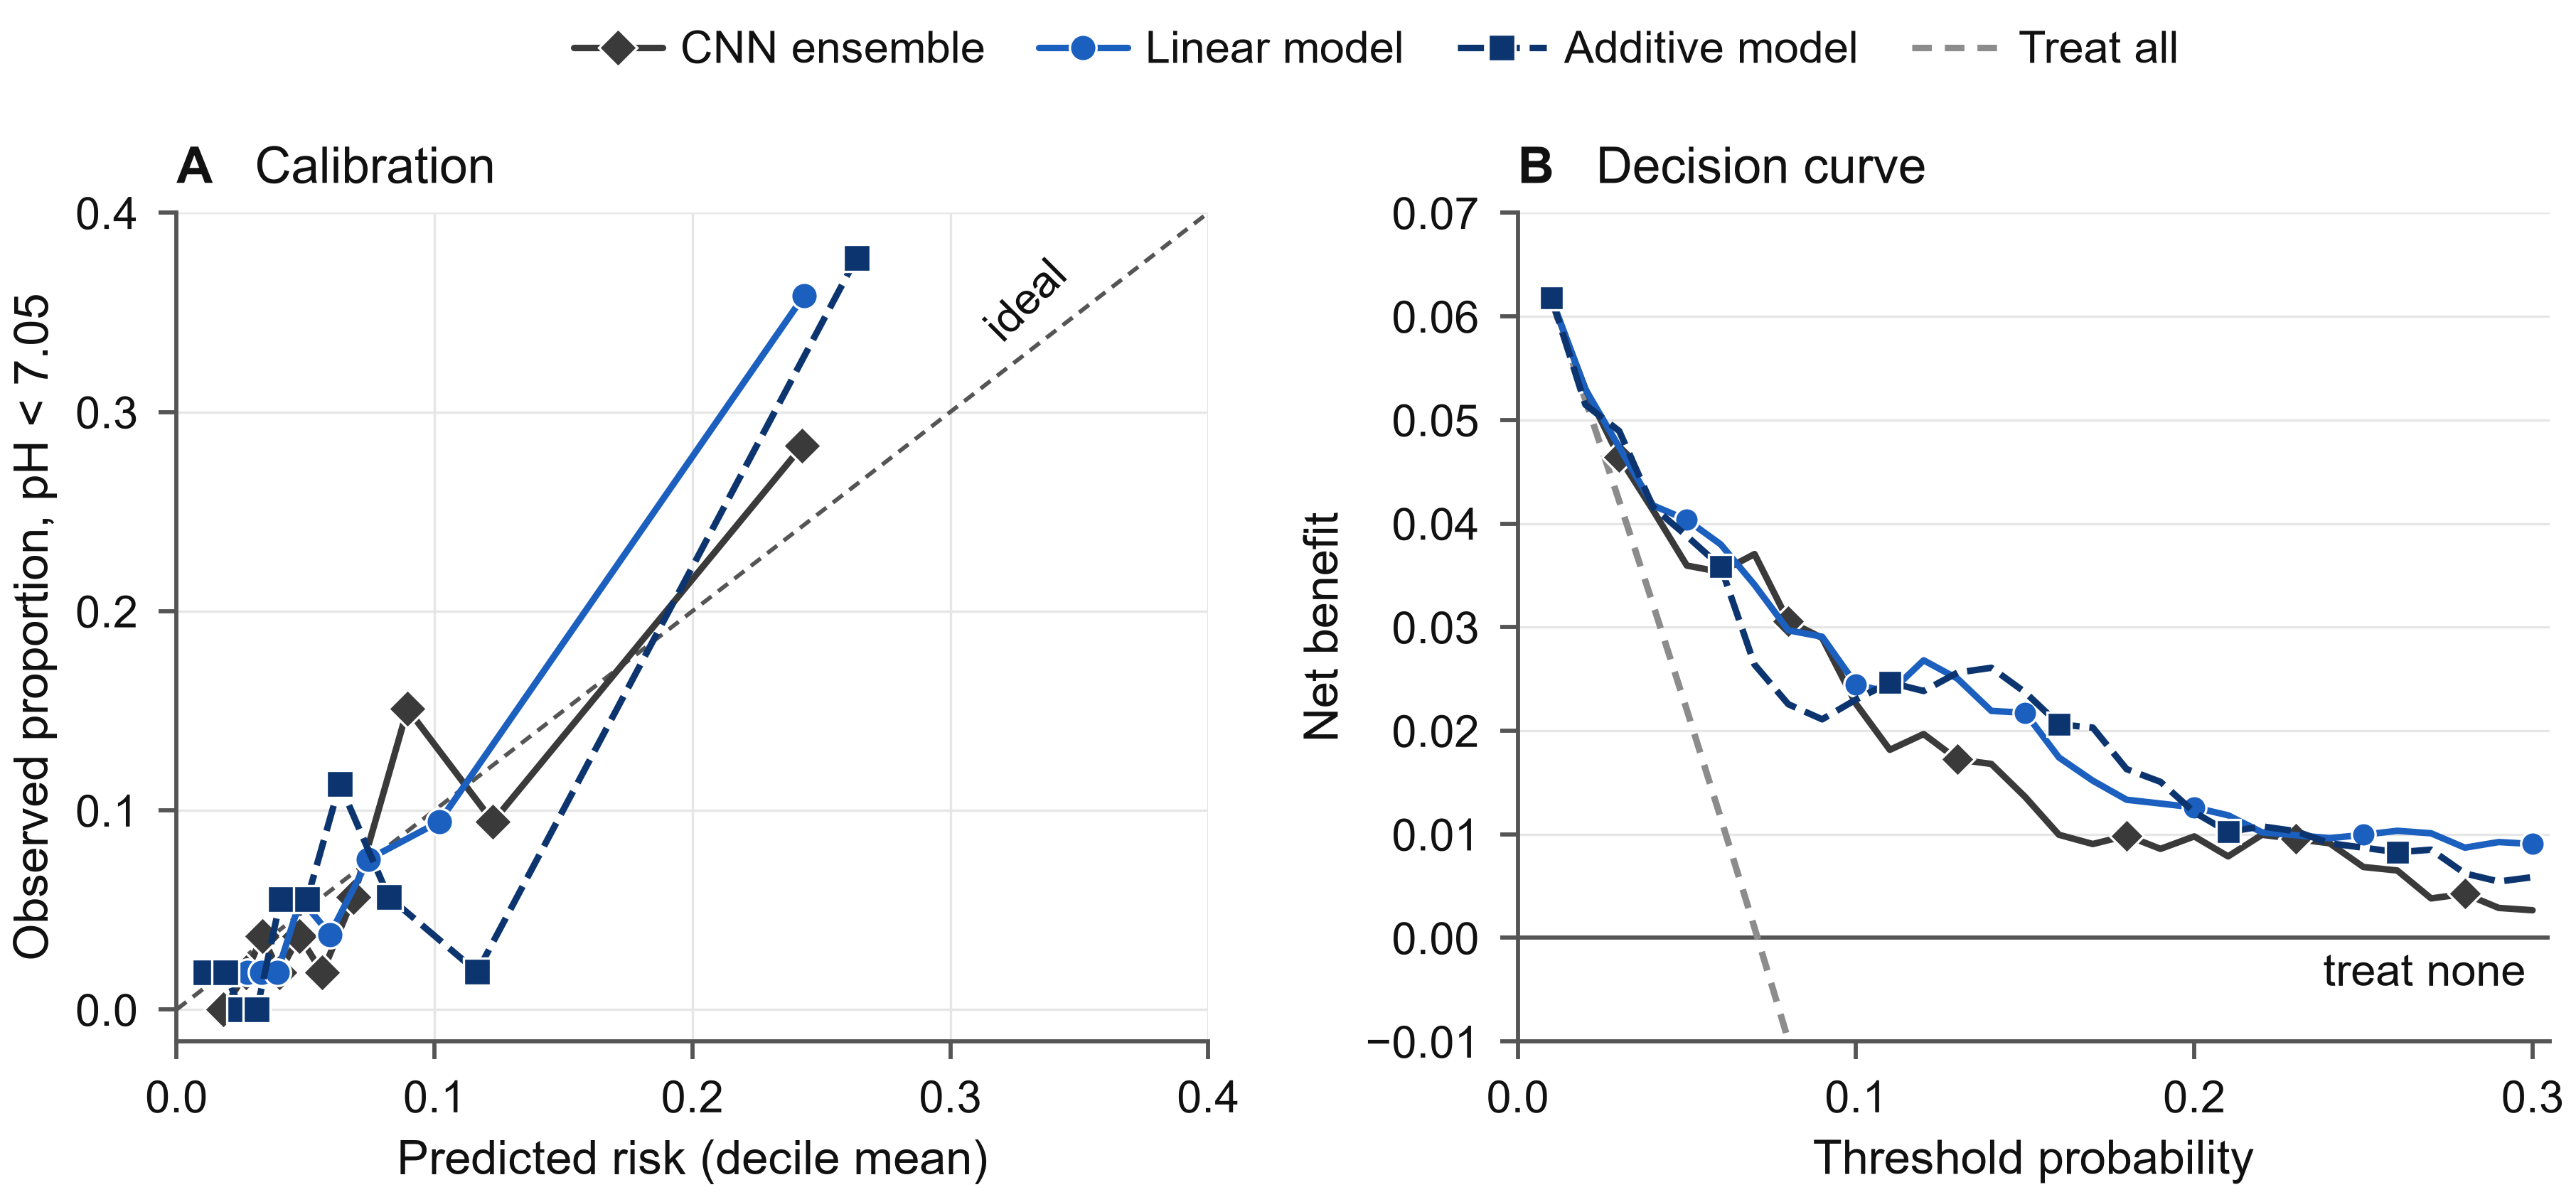 CNN ensemble Linear model Additive model Treat all
A Calibration
0.4
0.3
0.2
0.1
0.0
Observed proportion, pH < 7.05
ideal
0.0 0.1 0.2 0.3 0.4
Predicted risk (decile mean)
B Decision curve
0.07
0.06
0.05
0.04
0.03
0.02
0.01
0.00
−0.01
Net benefit
treat none
0.0 0.1 0.2 0.3
Threshold probability